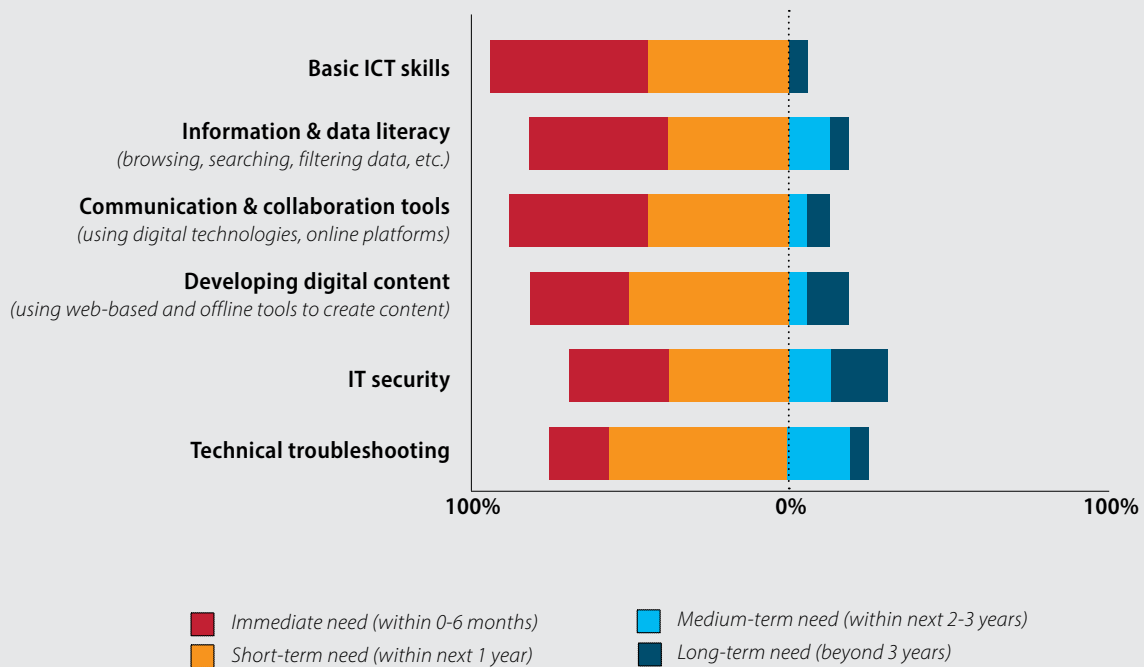 Basic ICT skills
Information & data literacy
(browsing, searching, filtering data, etc.)
Communication & collaboration tools
(using digital technologies, online platforms)
Developing digital content
(using web-based and offline tools to create content)
IT security
Technical troubleshooting
100% 0% 100%
Immediate need (within 0-6 months)
Short-term need (within next 1 year)
Medium-term need (within next 2-3 years)
Long-term need (beyond 3 years)